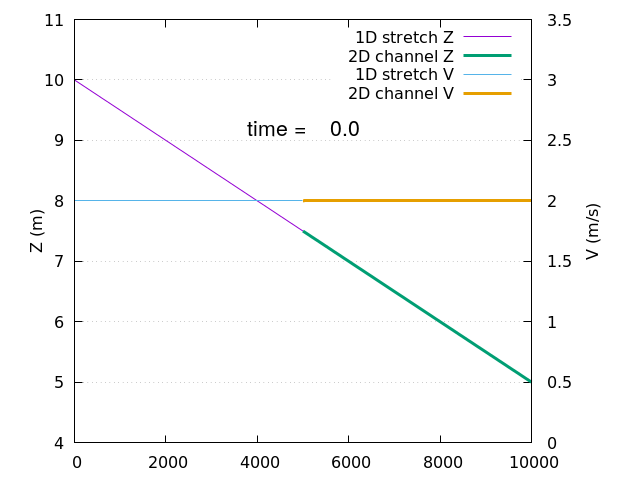 11 3.5
1D stretch Z
2D channel Z
1D stretch V
2D channel V
10 3
time = 0.0
9 2.5
8 2
Z (m) V (m/s)
7 1.5
6 1
5 0.5
4 0
0 2000 4000 6000 8000 10000